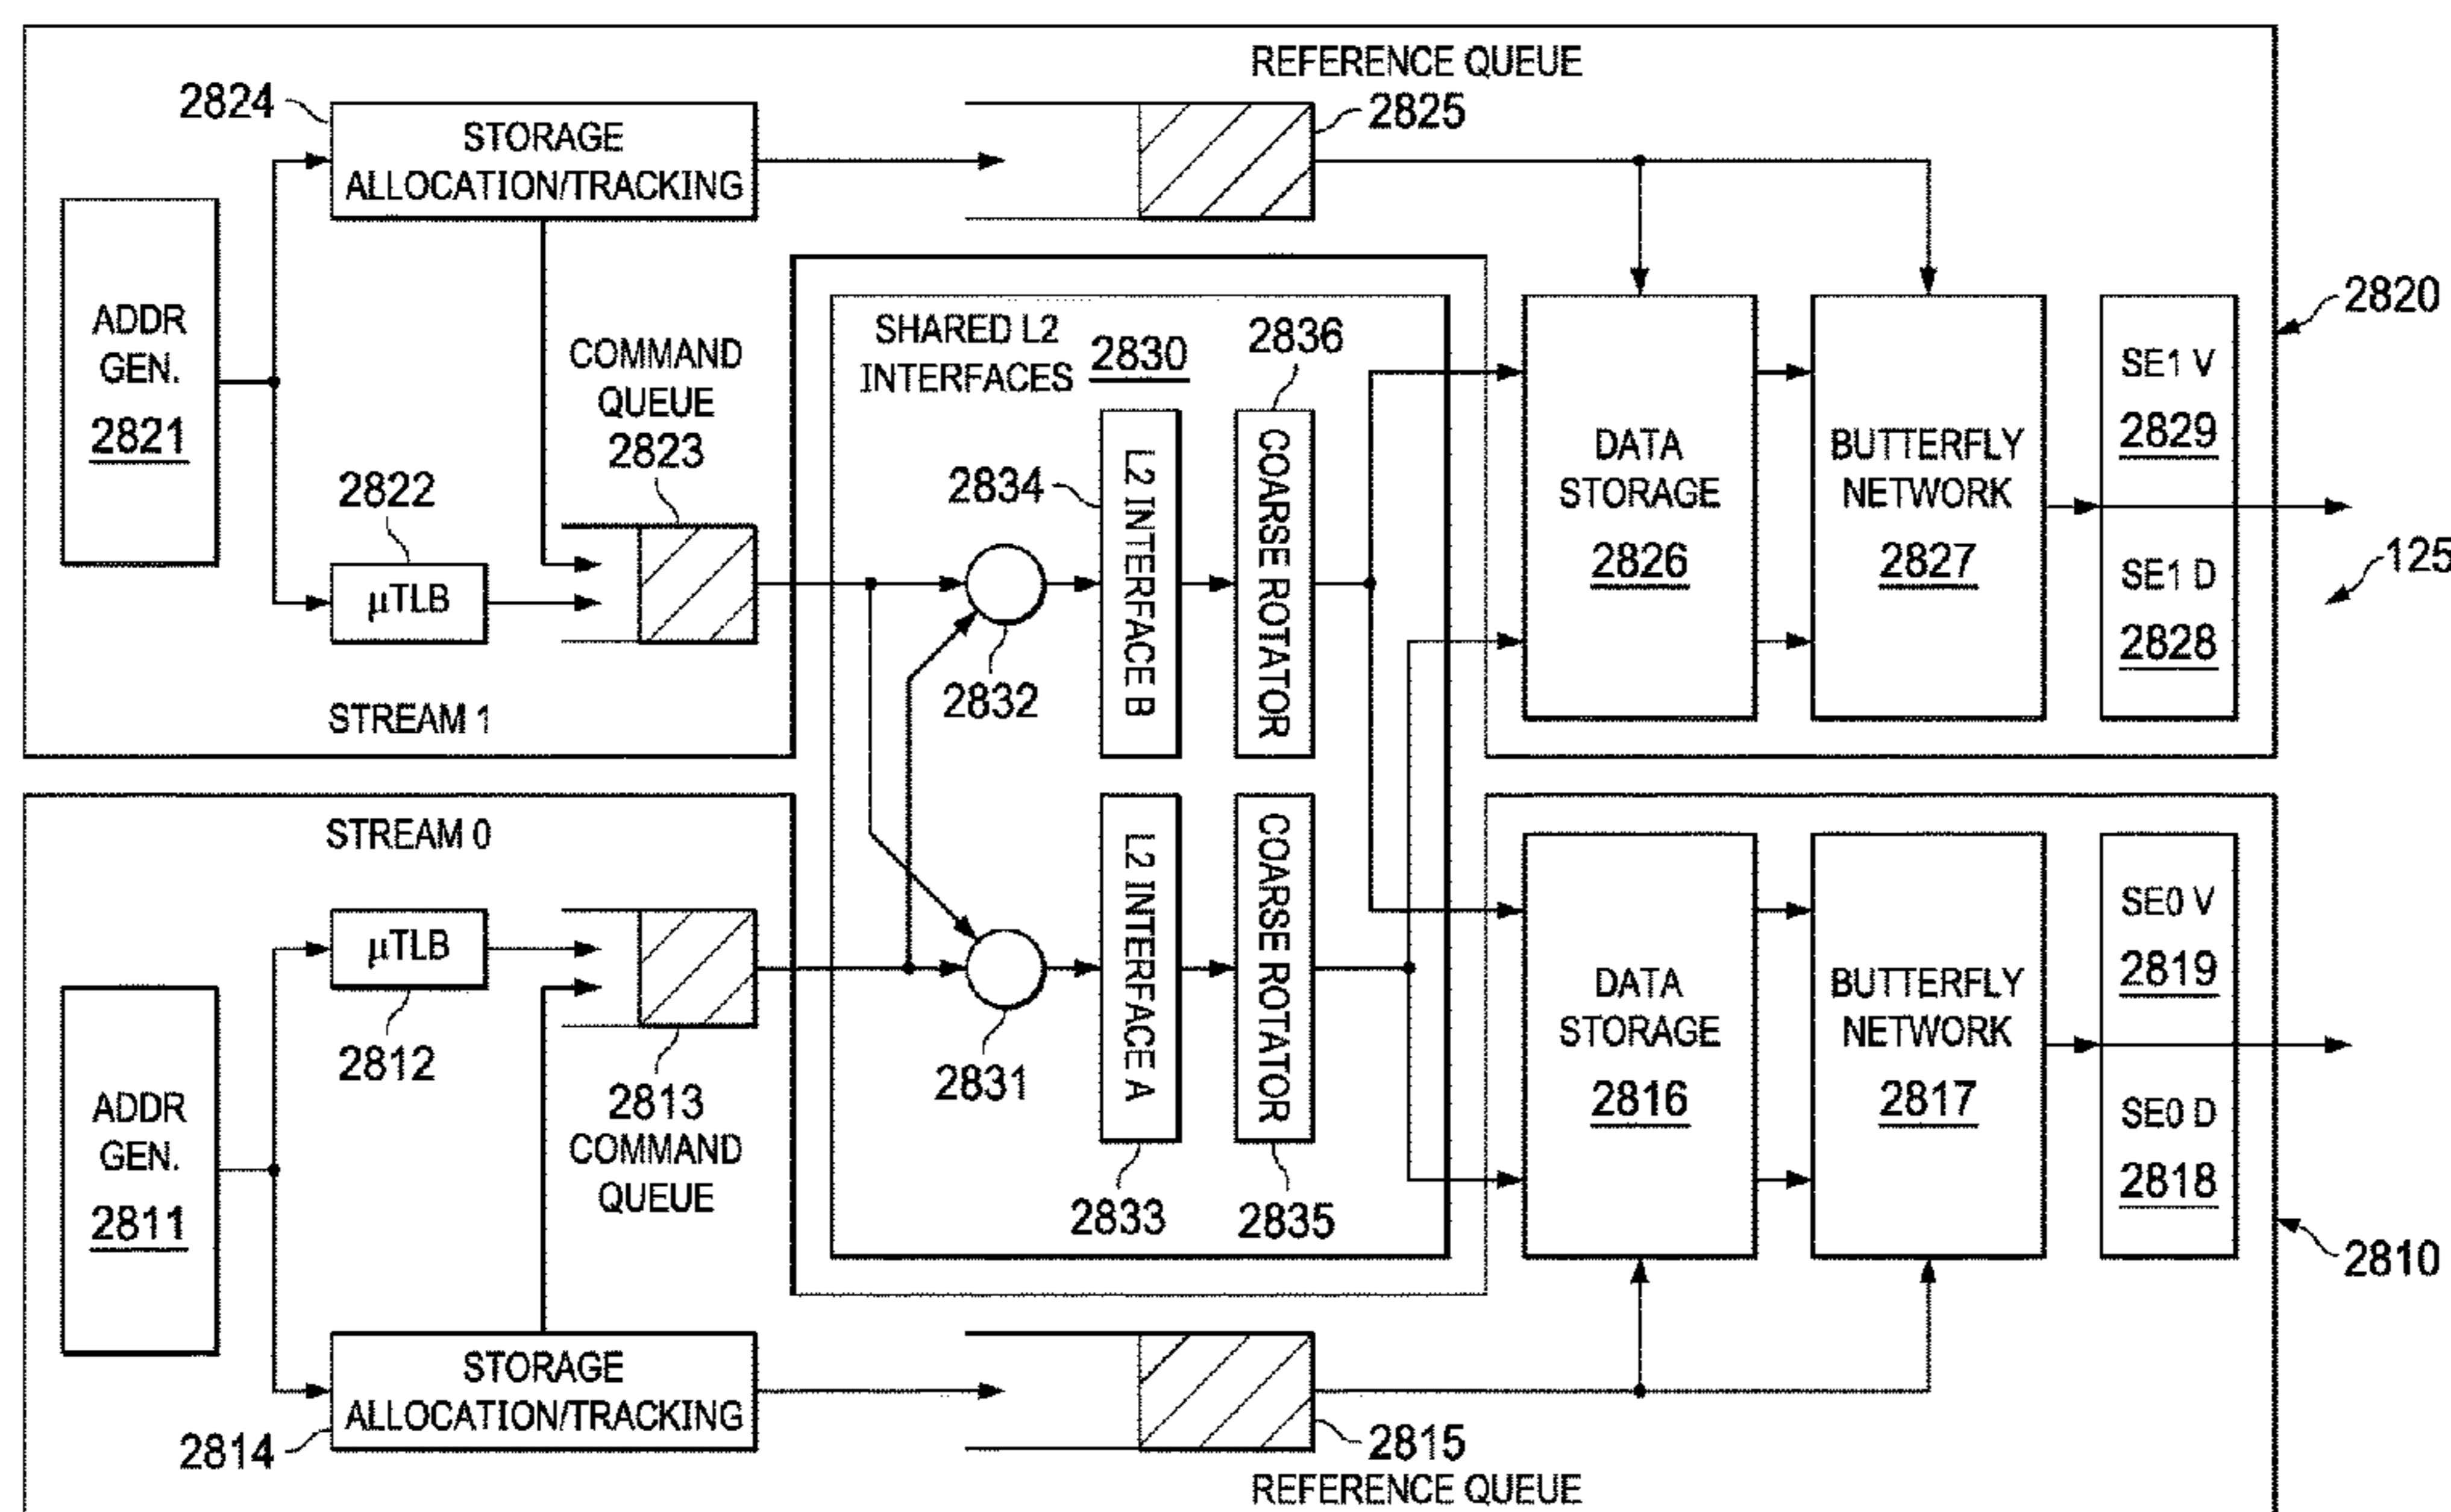 REFERENCE QUEUE
2825
2824
STORAGE
ALLOCATION/TRACKING
ADDR
GEN.
2821
2822
µTLB
COMMAND
QUEUE
2823
STREAM 1
SHARED L2
INTERFACES 2830
2836
2834
2832
L2 INTERFACE B
COARSE ROTATOR
DATA
STORAGE
2826
BUTTERFLY
NETWORK
2827
SE1 V
2829
SE1 D
2828
2820
125
STREAM 0
µTLB
2812
2813
COMMAND
QUEUE
ADDR
GEN.
2811
STORAGE
ALLOCATION/TRACKING
2814
2831
L2 INTERFACE A
2833
COARSE ROTATOR
2835
DATA
STORAGE
2816
BUTTERFLY
NETWORK
2817
SE0 V
2819
SE0 D
2818
2810
2815
REFERENCE QUEUE